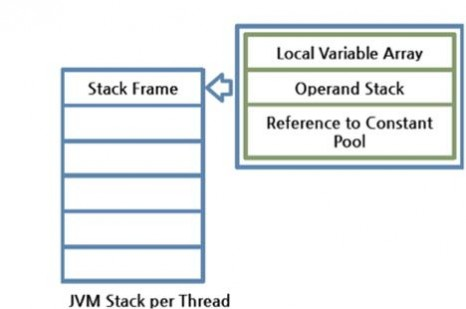 Local Variable Array
Stack Frame
Operand Stack
Reference to Constant
Pool
JVM Stack per Thread